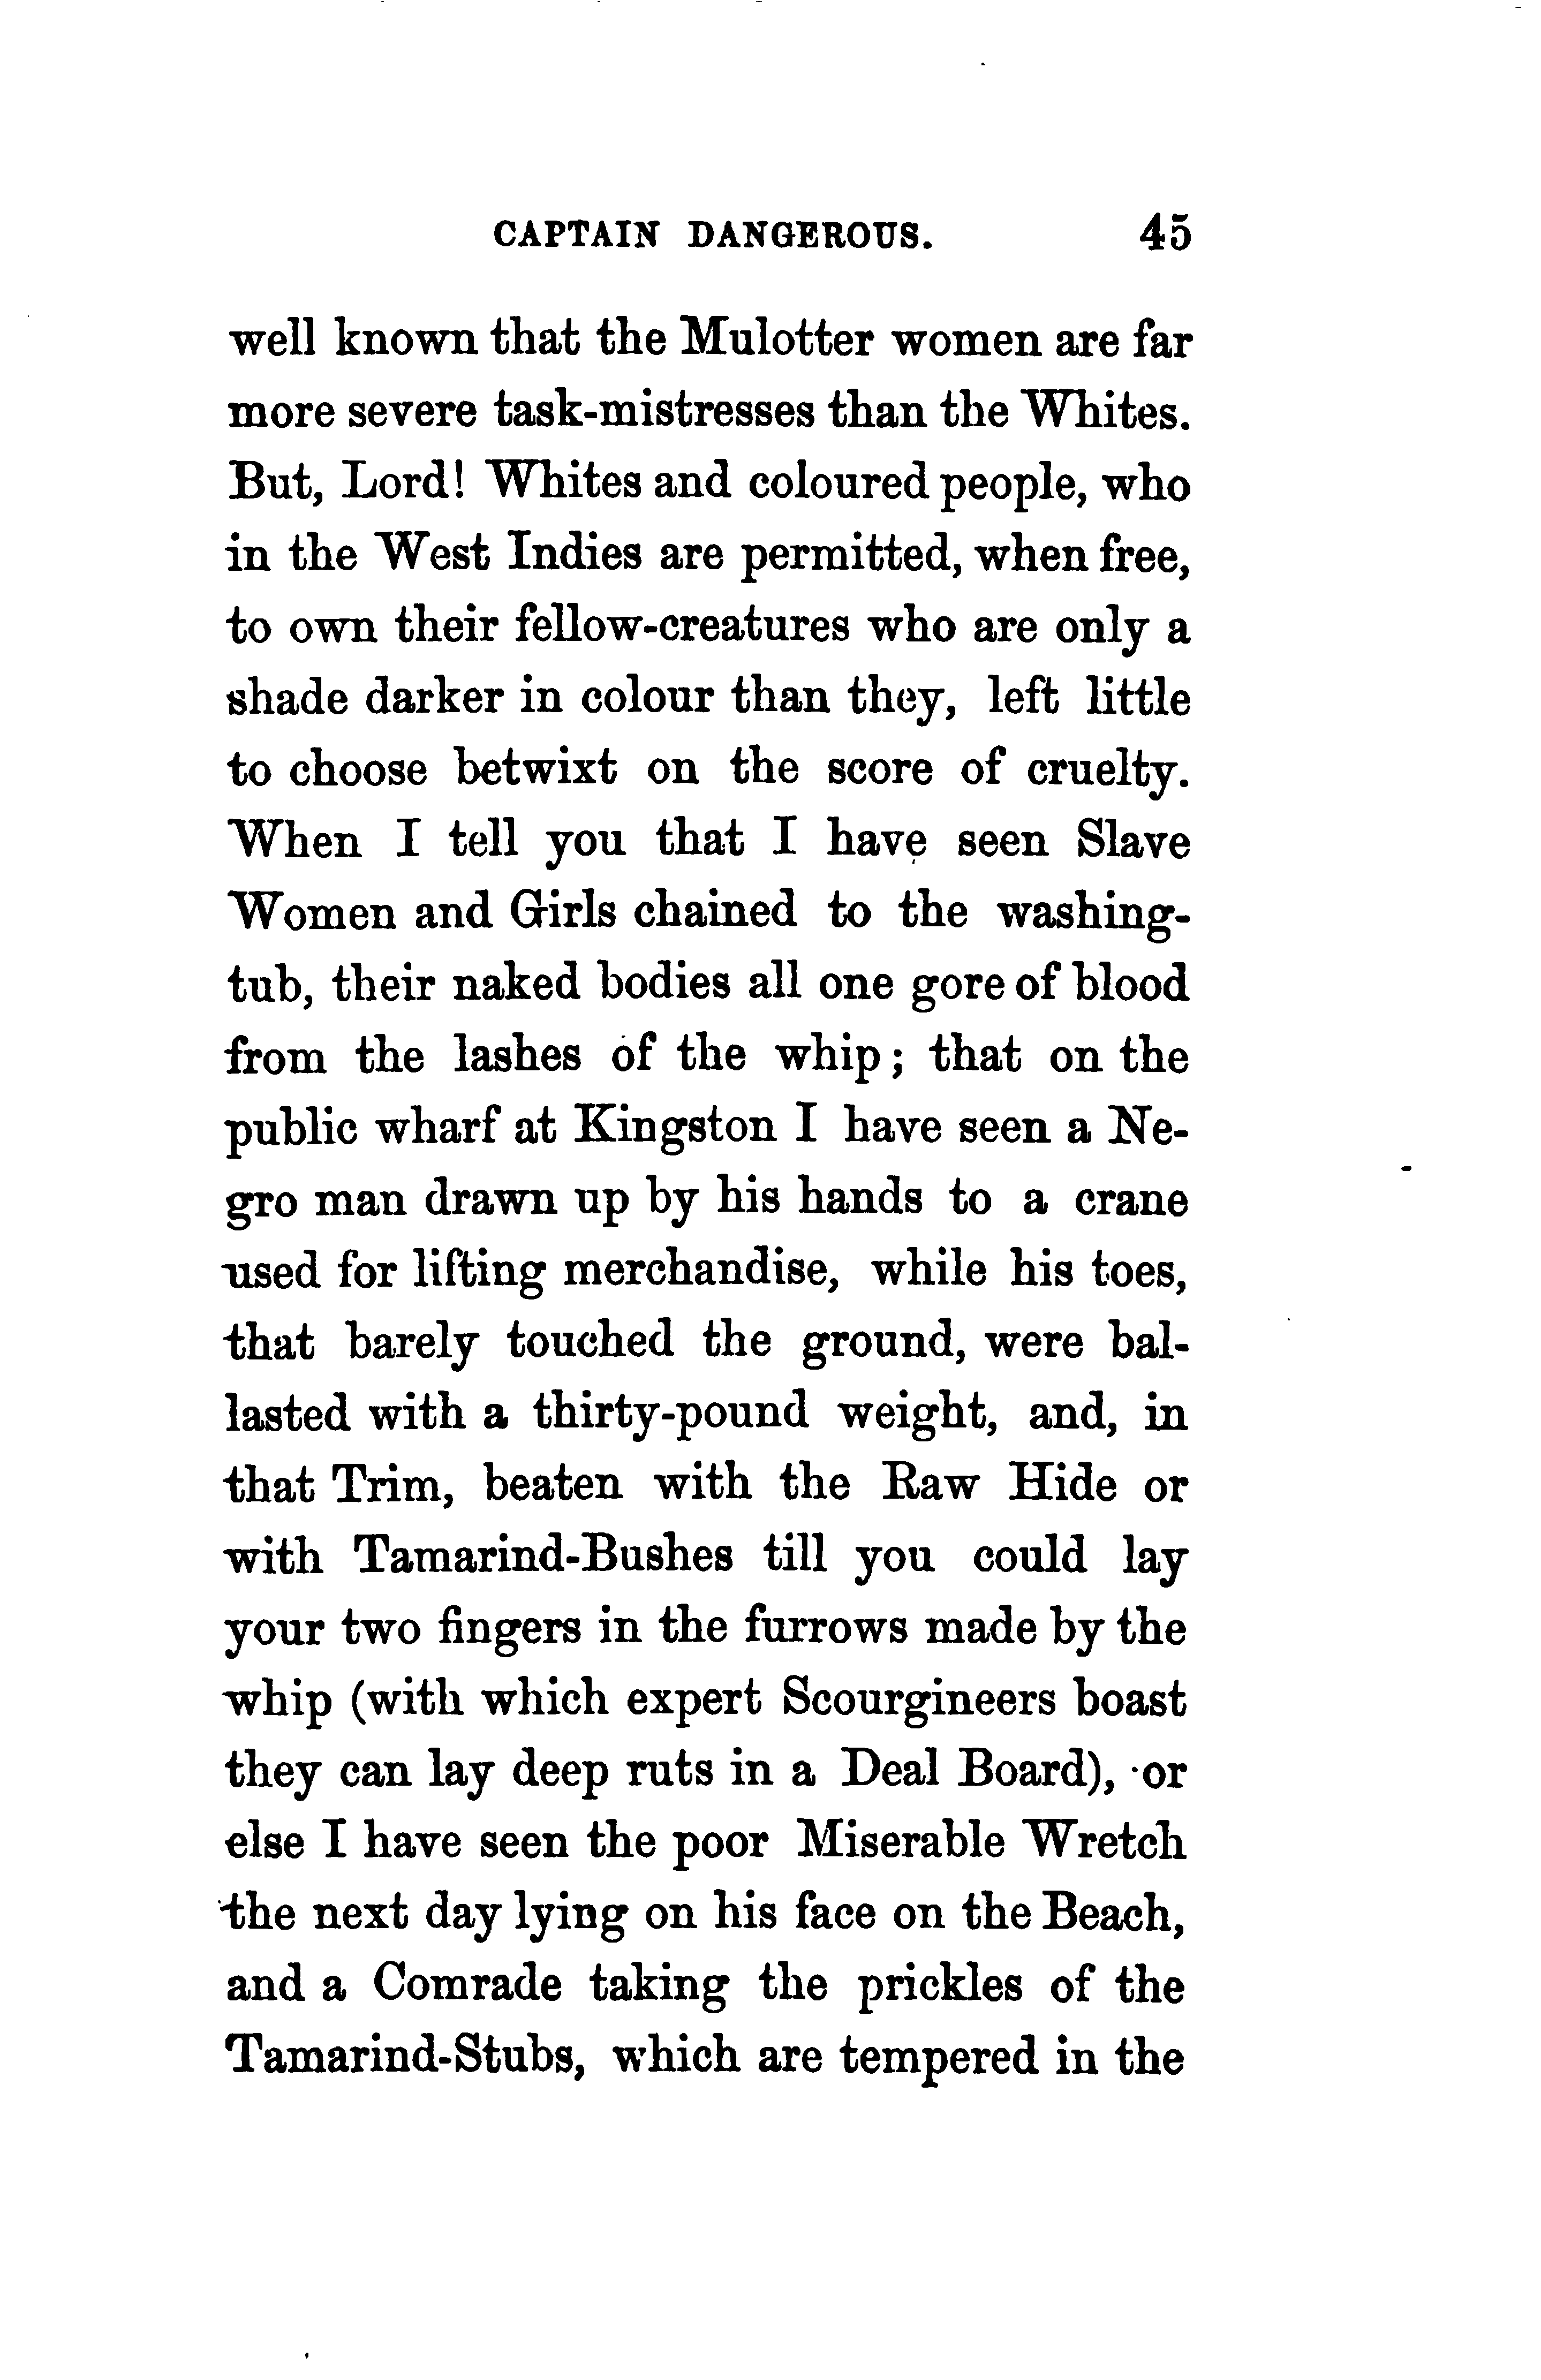 CAPTAIN DANGEROUS. 45
well known that the Mulotter women are far
more severe task-mistresses than the Whites.
But, Lord! Whites and coloured people, who
in the West Indies are permitted, when free,
to own their fellow-creatures who are only a
shade darker in colour than they, left little
to choose betwixt on the score of cruelty.
When I tell you that I have seen Slave
Women and Girls chained to the washing-
tub, their naked bodies all one gore of blood
from the lashes of the whip; that on the
public wharf at Kingston I have seen a Ne-
gro man drawn up by his hands to a crane
used for lifting merchandise, while his toes,
that barely touched the ground, were bal-
lasted with a thirty-pound weight, and, in
that Trim, beaten with the Raw Hide or
with Tamarind-Bushes till you could lay
your two fingers in the furrows made by the
whip (with which expert Scourgineers boast
they can lay deep ruts in a Deal Board), or
else I have seen the poor Miserable Wretch
the next day lying on his face on the Beach,
and a Comrade taking the prickles of the
Tamarind-Stubs, which are tempered in the